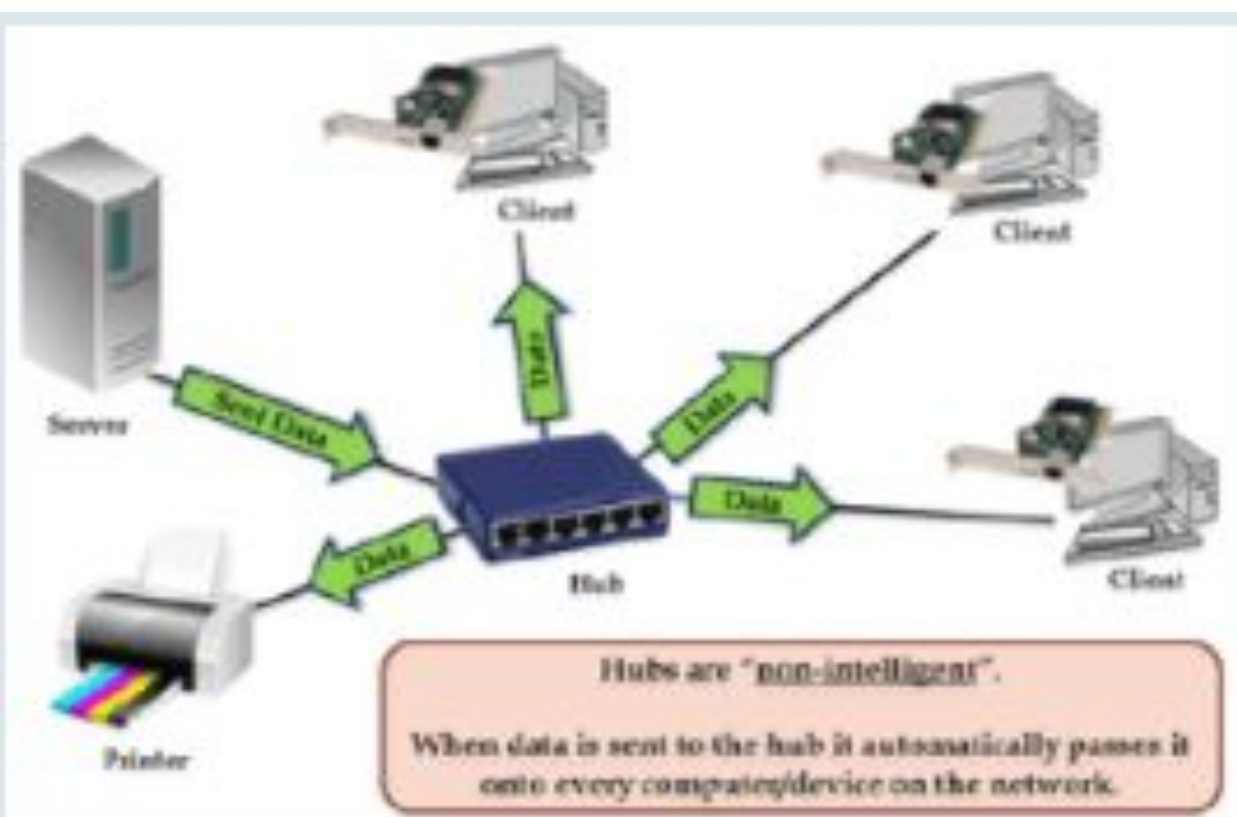 Client
Client
Server
Sent Data
Data
Data
Data
Data
Hub
Client
Printer
Hubs are "non-intelligent".
When data is sent to the hub it automatically passes it
onto every computer/device on the network.